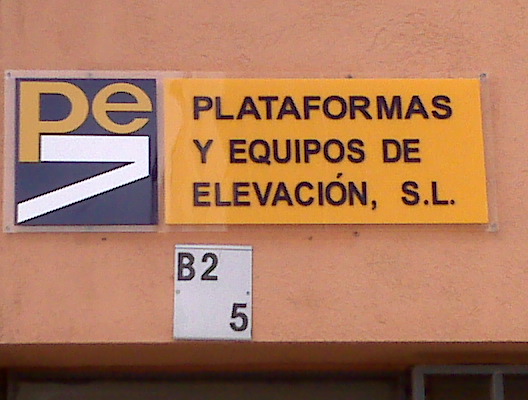 pe
PLATAFORMAS
Y EQUIPOS DE
ELEVACIÓN, S.L.
B2
5